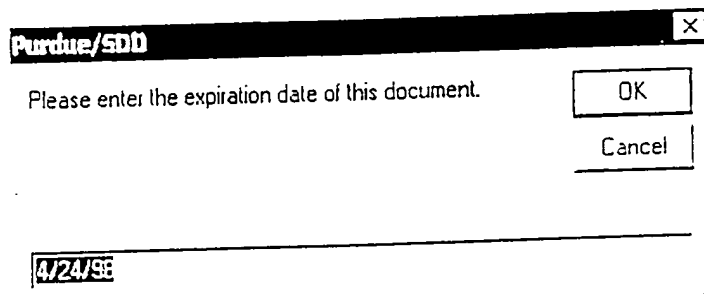 Purdue/SDD
Please enter the expiration date of this document.
OK
Cancel
4/24/98